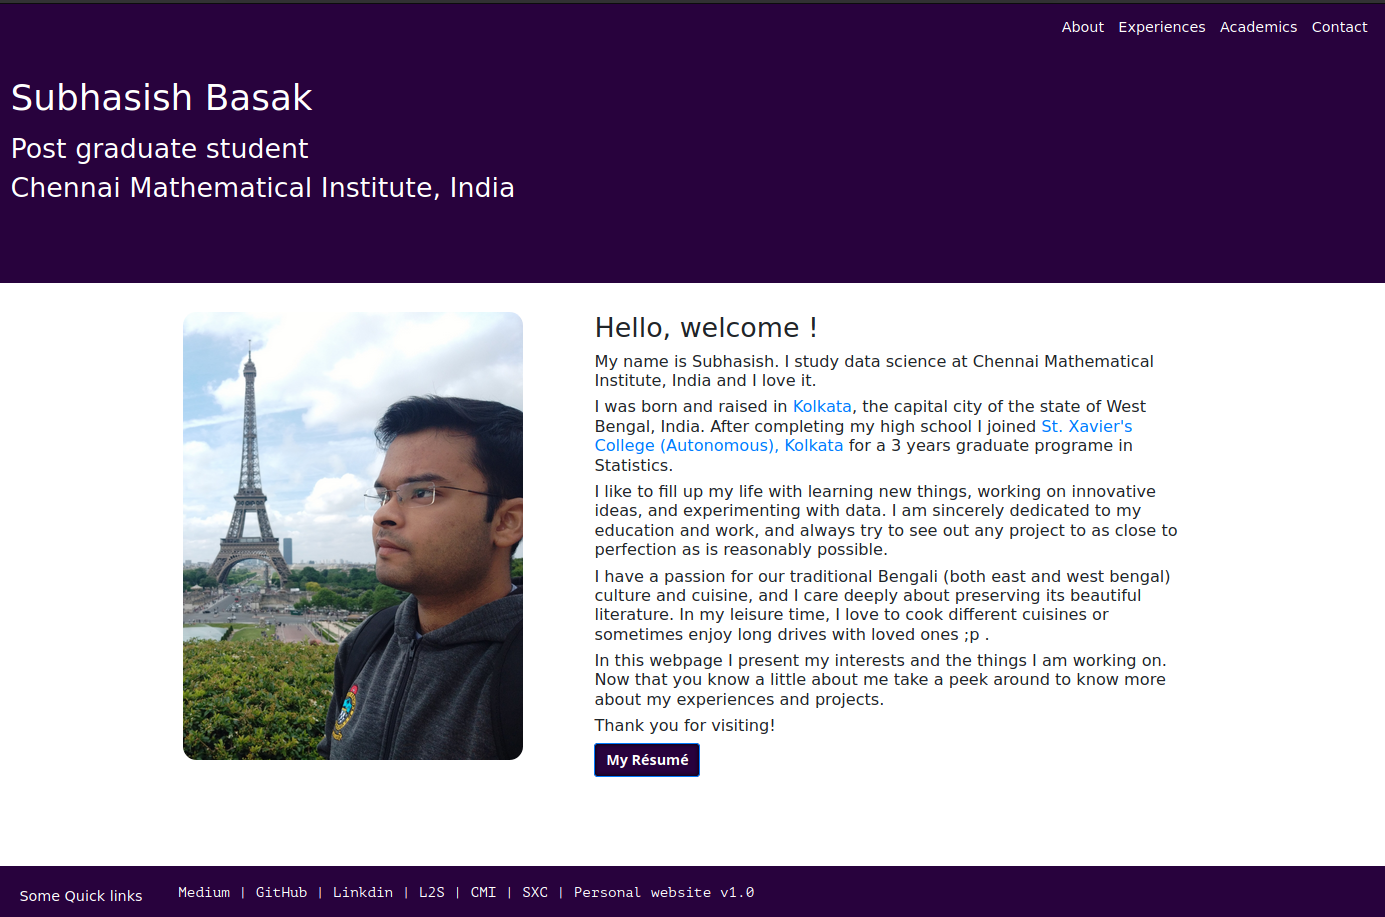 About Experiences Academics Contact
Subhasish Basak
Post graduate student
Chennai Mathematical Institute, India
Hello, welcome !
My name is Subhasish. I study data science at Chennai Mathematical
Institute, India and I love it.
I was born and raised in Kolkata, the capital city of the state of West
Bengal, India. After completing my high school I joined St. Xavier's
College (Autonomous), Kolkata for a 3 years graduate programe in
Statistics.
I like to fill up my life with learning new things, working on innovative
ideas, and experimenting with data. I am sincerely dedicated to my
education and work, and always try to see out any project to as close to
perfection as is reasonably possible.
I have a passion for our traditional Bengali (both east and west bengal)
culture and cuisine, and I care deeply about preserving its beautiful
literature. In my leisure time, I love to cook different cuisines or
sometimes enjoy long drives with loved ones ;p .
In this webpage I present my interests and the things I am working on.
Now that you know a little about me take a peek around to know more
about my experiences and projects.
Thank you for visiting!
My Résumé
Some Quick links Medium | GitHub | Linkdin | L2S | CMI | SXC | Personal website v1.0